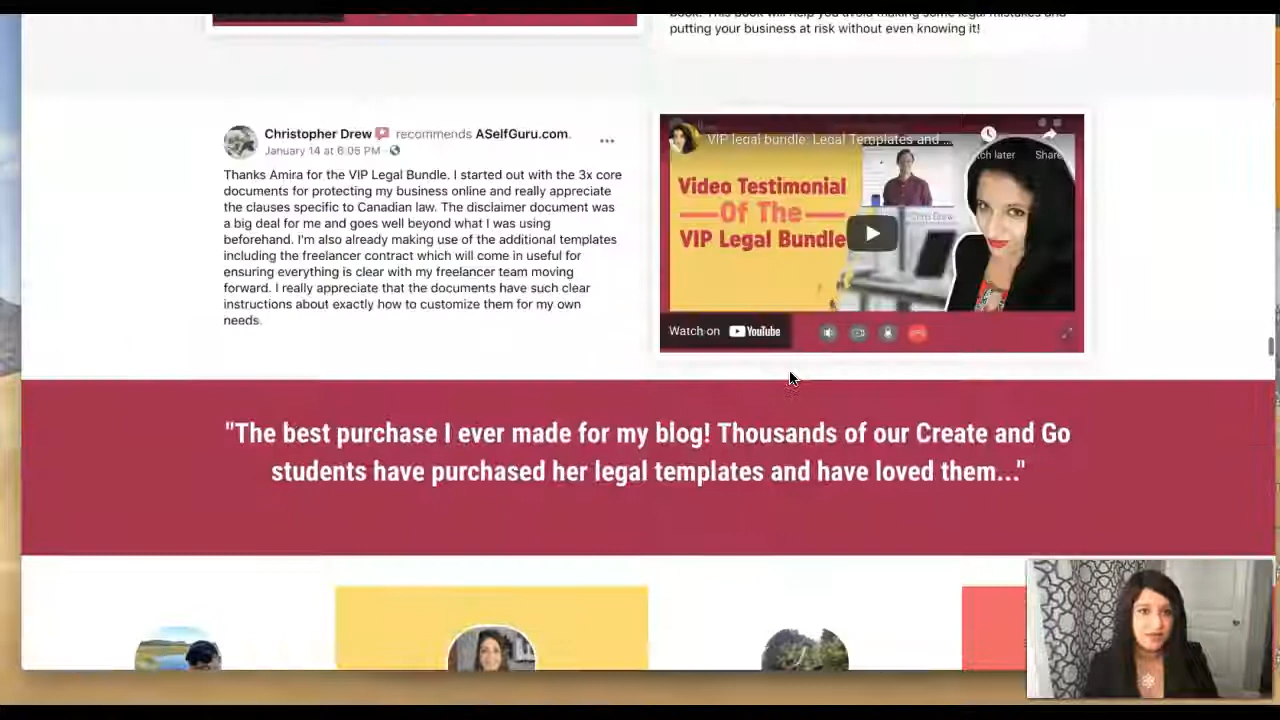 book. This book will help you avoid making some legal mistakes and
putting your business at risk without even knowing it!
Christopher Drew recommends ASelfGuru.com.
January 14 at 6:05 PM ·
Thanks Amira for the VIP Legal Bundle. I started out with the 3x core
documents for protecting my business online and really appreciate
the clauses specific to Canadian law. The disclaimer document was
a big deal for me and goes well beyond what I was using
beforehand. I'm also already making use of the additional templates
including the freelancer contract which will come in useful for
ensuring everything is clear with my freelancer team moving
forward. I really appreciate that the documents have such clear
instructions about exactly how to customize them for my own
needs.
VIP legal bundle: Legal Templates and ...
tch later
Share
Video Testimonial
Of The
VIP Legal Bundle
Chris Drew
Watch on YouTube
"The best purchase I ever made for my blog! Thousands of our Create and Go
students have purchased her legal templates and have loved them..."